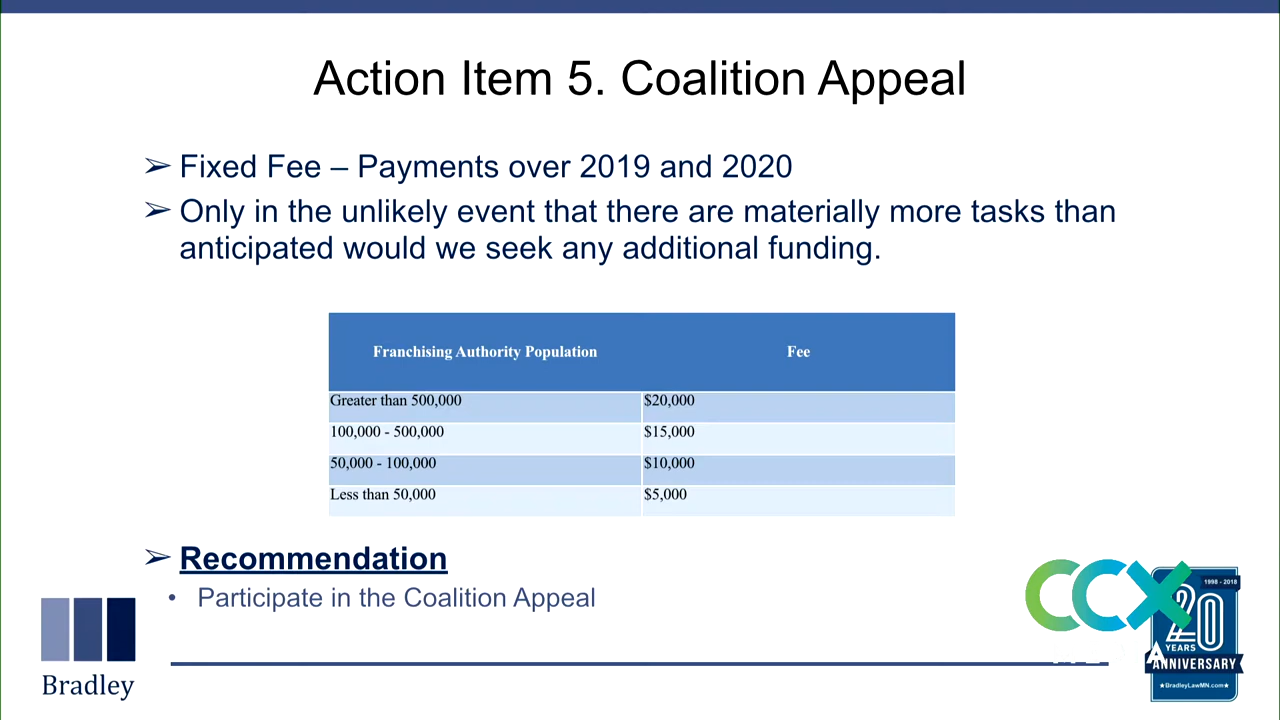 Action Item 5. Coalition Appeal
➢ Fixed Fee – Payments over 2019 and 2020
➢ Only in the unlikely event that there are materially more tasks than
anticipated would we seek any additional funding.
Franchising Authority Population Fee
Greater than 500,000 $20,000
100,000 - 500,000 $15,000
50,000 - 100,000 $10,000
Less than 50,000 $5,000
➢ Recommendation
• Participate in the Coalition Appeal
Bradley
CCX
1998 - 2018
20
YEARS
ANNIVERSARY
★BradleyLawMN.com★